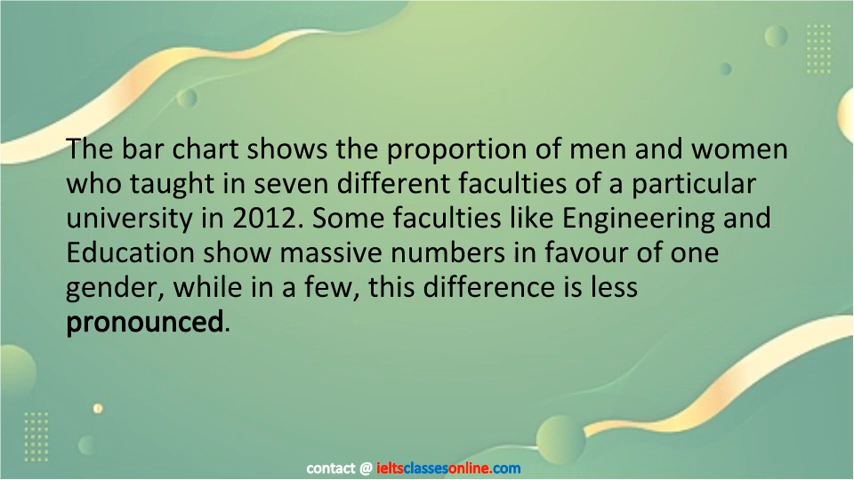 The bar chart shows the proportion of men and women
who taught in seven different faculties of a particular
university in 2012. Some faculties like Engineering and
Education show massive numbers in favour of one
gender, while in a few, this difference is less
pronounced.
contact @ ieltsclassesonline.com